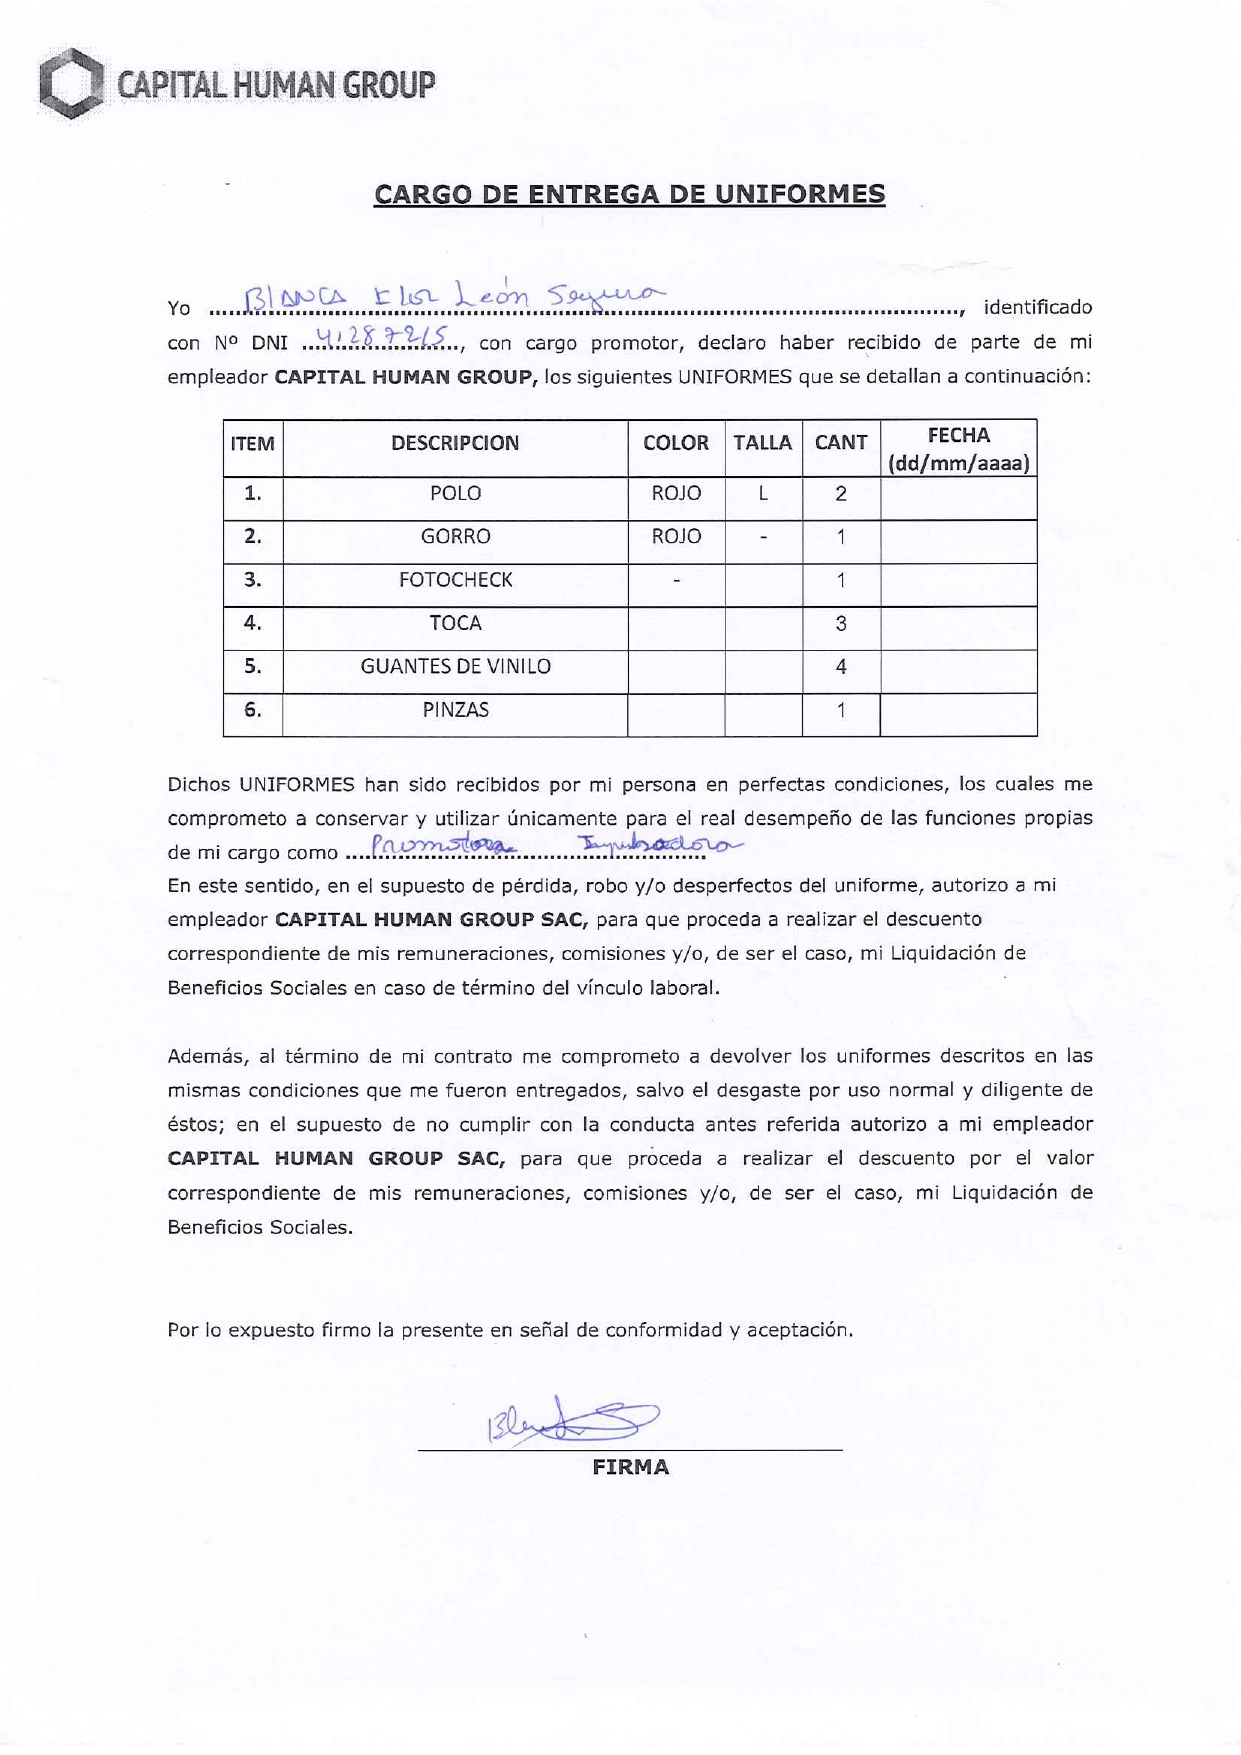 CAPITAL HUMAN GROUP
CARGO DE ENTREGA DE UNIFORMES
Yo BLANCA León Segura, identificado
con Nº DNI 41287215, con cargo promotor, declaro haber recibido de parte de mi
empleador CAPITAL HUMAN GROUP, los siguientes UNIFORMES que se detallan a continuación:
ITEM DESCRIPCION COLOR TALLA CANT FECHA (dd/mm/aaaa)
1. POLO ROJO L 2
2. GORRO ROJO - 1
3. FOTOCHECK - 1
4. TOCA 3
5. GUANTES DE VINILO 4
6. PINZAS 1
Dichos UNIFORMES han sido recibidos por mi persona en perfectas condiciones, los cuales me
comprometo a conservar y utilizar únicamente para el real desempeño de las funciones propias
de mi cargo como Promotora
En este sentido, en el supuesto de pérdida, robo y/o desperfectos del uniforme, autorizo a mi
empleador CAPITAL HUMAN GROUP SAC, para que proceda a realizar el descuento
correspondiente de mis remuneraciones, comisiones y/o, de ser el caso, mi Liquidación de
Beneficios Sociales en caso de término del vínculo laboral.
Además, al término de mi contrato me comprometo a devolver los uniformes descritos en las
mismas condiciones que me fueron entregados, salvo el desgaste por uso normal y diligente de
éstos; en el supuesto de no cumplir con la conducta antes referida autorizo a mi empleador
CAPITAL HUMAN GROUP SAC, para que proceda a realizar el descuento por el valor
correspondiente de mis remuneraciones, comisiones y/o, de ser el caso, mi Liquidación de
Beneficios Sociales.
Por lo expuesto firmo la presente en señal de conformidad y aceptación.
FIRMA